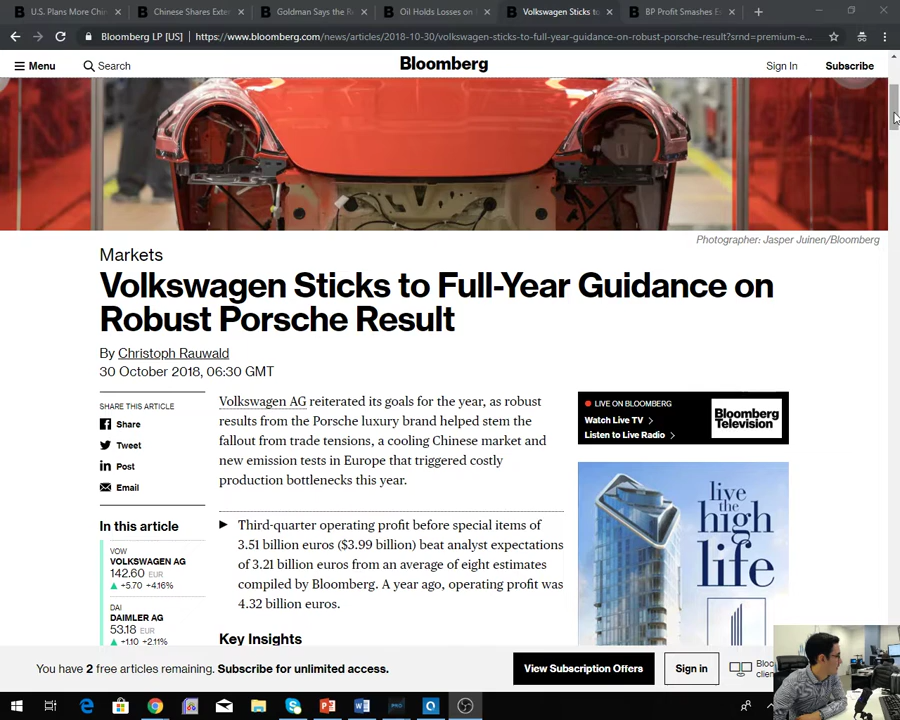 U.S. Plans More Chin
Chinese Shares Exter
Goldman Says the R
Oil Holds Losses on
Volkswagen Sticks to
BP Profit Smashes E
Bloomberg LP [US] | https://www.bloomberg.com/news/articles/2018-10-30/volkswagen-sticks-to-full-year-guidance-on-robust-porsche-result?srnd=premium-e...
Menu
Search
Bloomberg
Sign In
Subscribe
Photographer: Jasper Juinen/Bloomberg
Markets
Volkswagen Sticks to Full-Year Guidance on
Robust Porsche Result
By Christoph Rauwald
30 October 2018, 06:30 GMT
SHARE THIS ARTICLE
Share
Tweet
Post
Email
In this article
VOW
VOLKSWAGEN AG
142.60 EUR
▲ +5.70 +4.16%
DAI
DAIMLER AG
53.18 EUR
▲ +1.10 +2.11%
Volkswagen AG reiterated its goals for the year, as robust
results from the Porsche luxury brand helped stem the
fallout from trade tensions, a cooling Chinese market and
new emission tests in Europe that triggered costly
production bottlenecks this year.
Third-quarter operating profit before special items of
3.51 billion euros ($3.99 billion) beat analyst expectations
of 3.21 billion euros from an average of eight estimates
compiled by Bloomberg. A year ago, operating profit was
4.32 billion euros.
Key Insights
LIVE ON BLOOMBERG
Watch Live TV >
Listen to Live Radio >
Bloomberg
Television
live
the
high
life
You have 2 free articles remaining. Subscribe for unlimited access.
View Subscription Offers
Sign in
Bloo
clien
PRO